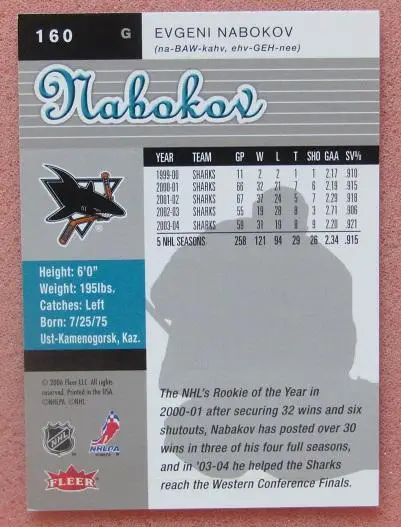 160 G EVGENI NABOKOV
(na-BAW-kahv, ehv-GEH-nee)
Nabokov
YEAR TEAM GP W L T SHO GAA SV%
1999-00 SHARKS 11 2 2 1 1 2.17 .910
2000-01 SHARKS 66 32 21 7 6 2.19 .915
2001-02 SHARKS 67 37 24 5 7 2.29 .918
2002-03 SHARKS 55 19 28 8 3 2.71 .906
2003-04 SHARKS 59 31 19 8 9 2.20 .921
5 NHL SEASONS 258 121 94 29 26 2.34 .915
Height: 6'0"
Weight: 195lbs.
Catches: Left
Born: 7/25/75
Ust-Kamenogorsk, Kaz.
© 2006 Fleer LLC. All rights
reserved. Printed in the USA.
©NHLPA. ©NHL
The NHL's Rookie of the Year in
2000-01 after securing 32 wins and six
shutouts, Nabakov has posted over 30
wins in three of his four full seasons,
and in '03-04 he helped the Sharks
reach the Western Conference Finals.
NHL NHLPA
FLEER